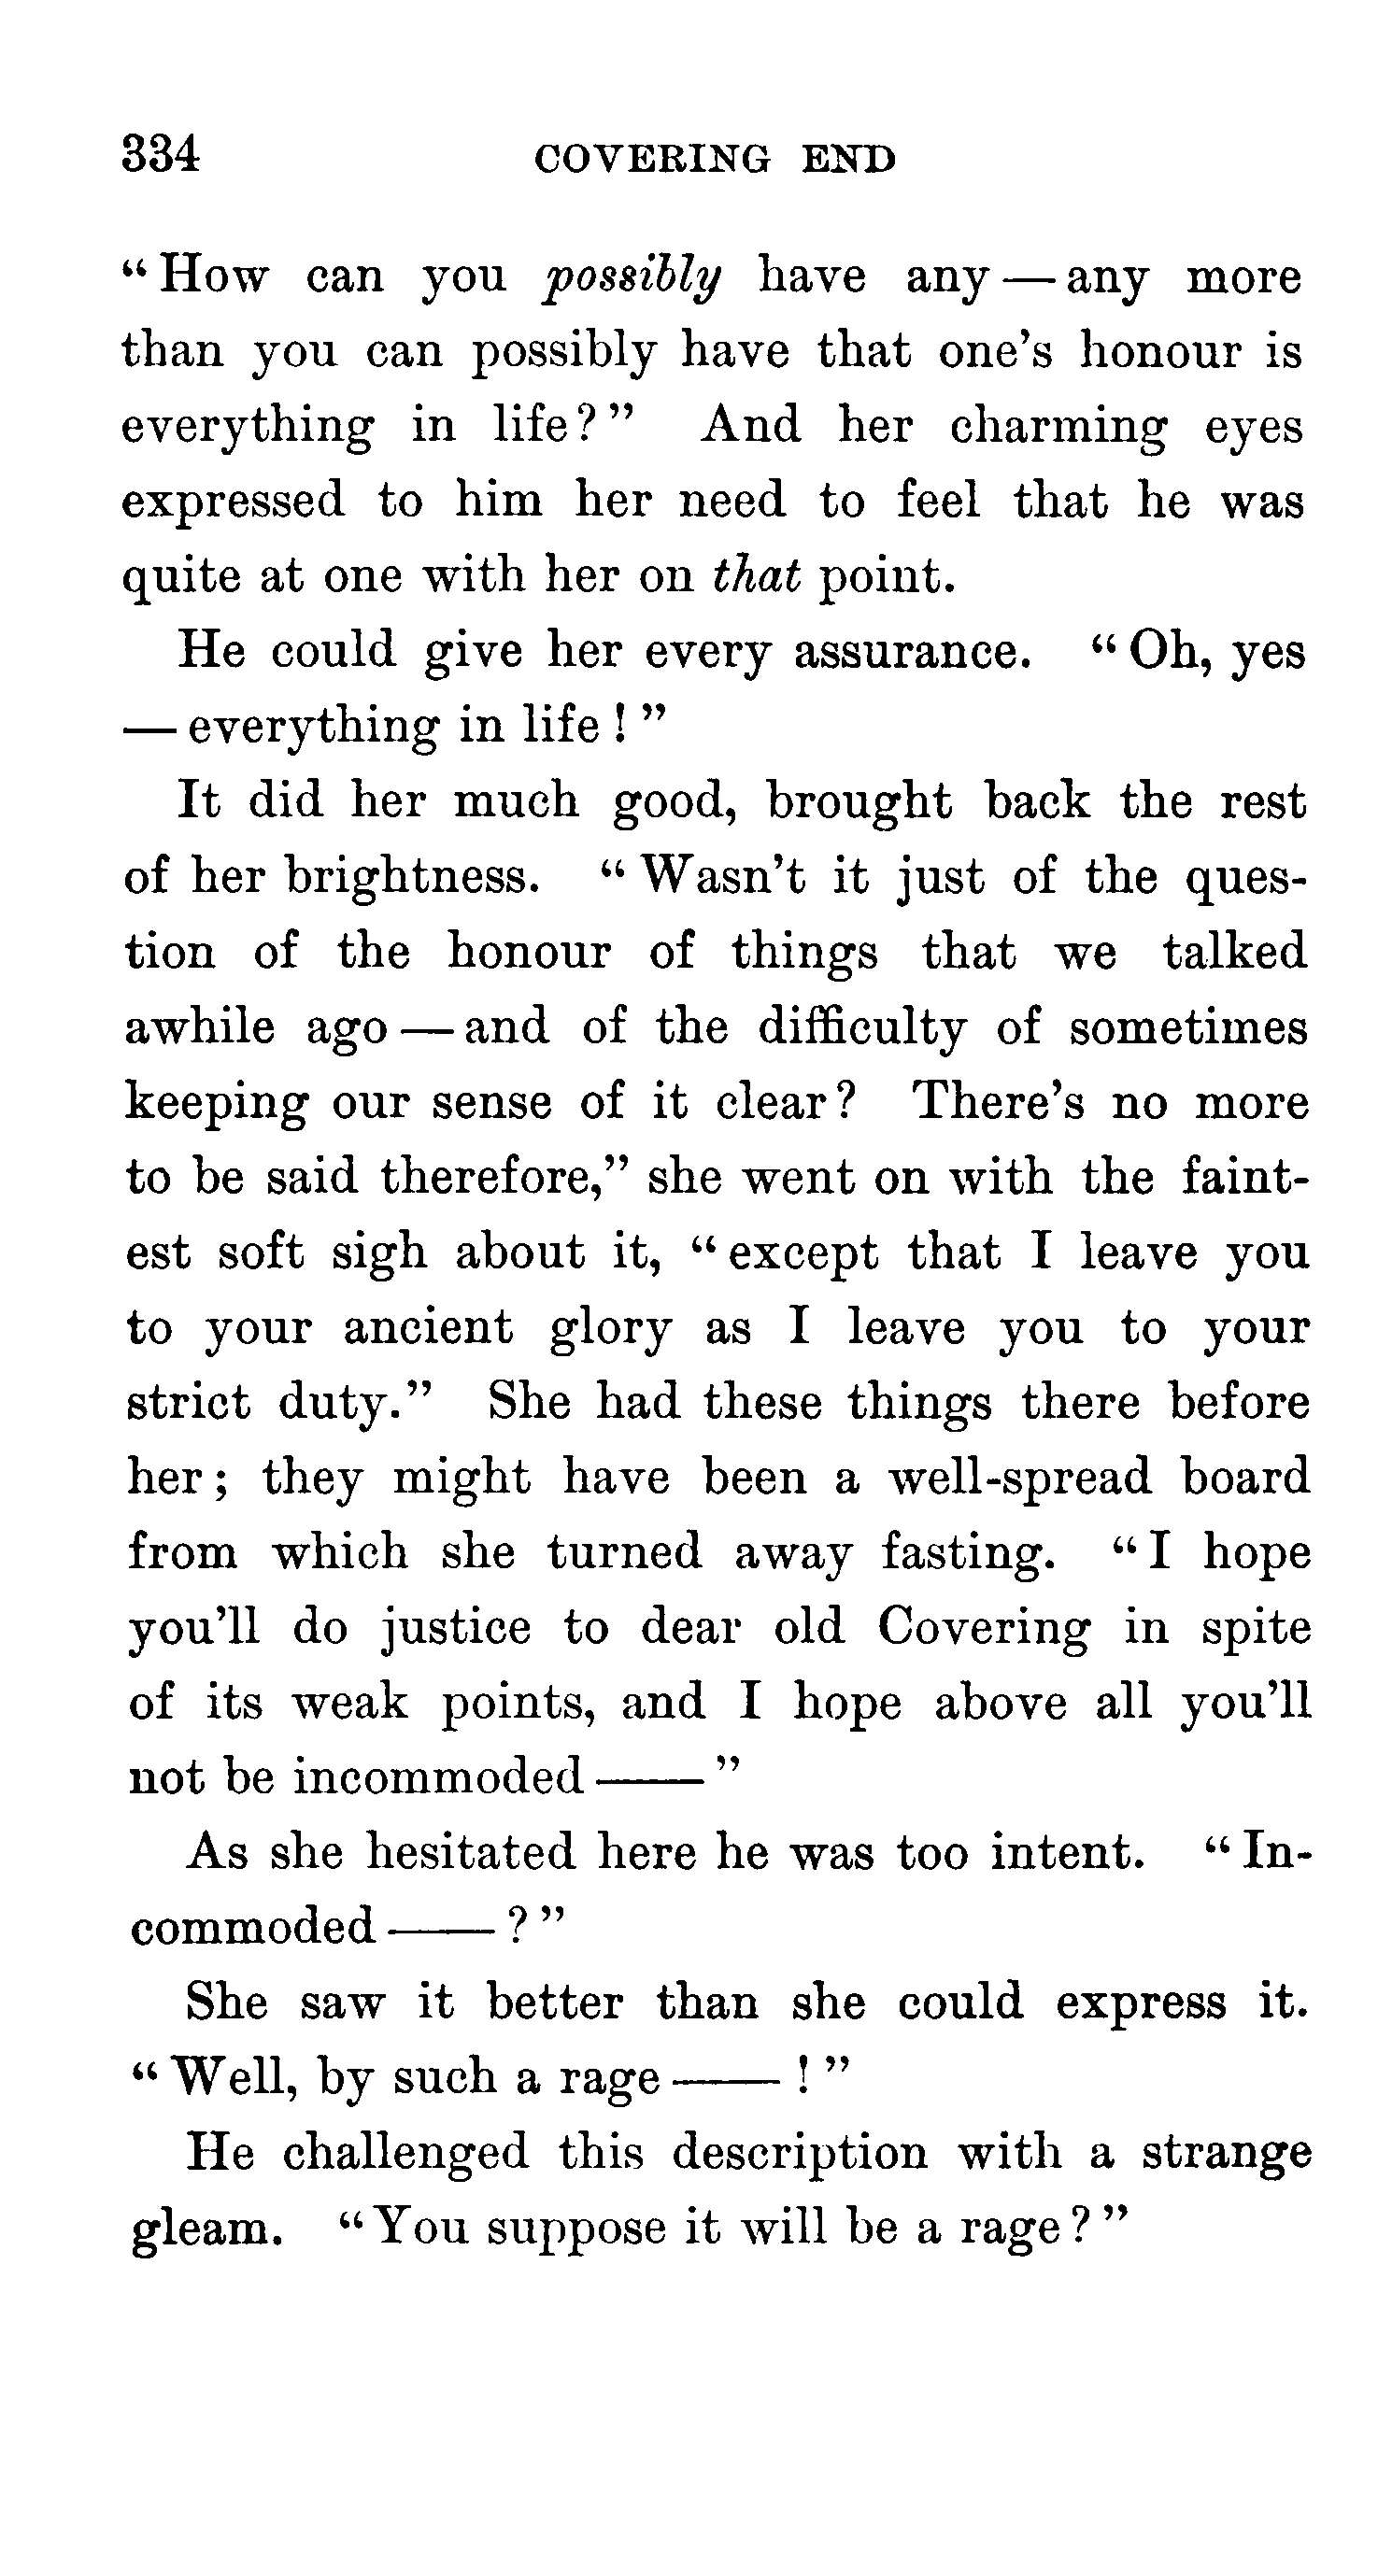 334 COVERING END
“How can you possibly have any — any more
than you can possibly have that one’s honour is
everything in life?” And her charming eyes
expressed to him her need to feel that he was
quite at one with her on that point.
He could give her every assurance. “Oh, yes
— everything in life!”
It did her much good, brought back the rest
of her brightness. “Wasn’t it just of the ques-
tion of the honour of things that we talked
awhile ago — and of the difficulty of sometimes
keeping our sense of it clear? There’s no more
to be said therefore,” she went on with the faint-
est soft sigh about it, “except that I leave you
to your ancient glory as I leave you to your
strict duty.” She had these things there before
her; they might have been a well-spread board
from which she turned away fasting. “I hope
you’ll do justice to dear old Covering in spite
of its weak points, and I hope above all you’ll
not be incommoded——”
As she hesitated here he was too intent. “In-
commoded——?”
She saw it better than she could express it.
“Well, by such a rage——!”
He challenged this description with a strange
gleam. “You suppose it will be a rage?”